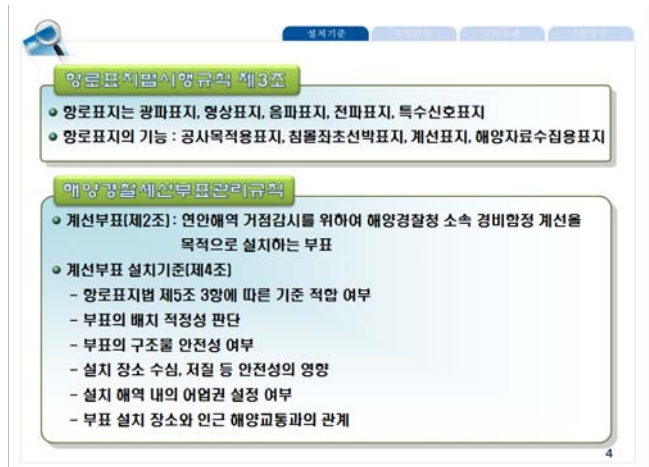 설치기준
항로표지법시행규칙 제3조
항로표지는 광파표지, 형상표지, 음파표지, 전파표지, 특수신호표지
항로표지의 기능 : 공사목적용표지, 침몰좌초선박표지, 계선표지, 해양자료수집용표지
해양경찰계선부표관리규칙
계선부표(제2조) : 연안해역 거점감시를 위하여 해양경찰청 소속 경비함정 계선을
목적으로 설치하는 부표
계선부표 설치기준(제4조)
- 항로표지법 제5조 3항에 따른 기준 적합 여부
- 부표의 배치 적정성 판단
- 부표의 구조물 안전성 여부
- 설치 장소 수심, 저질 등 안전성의 영향
- 설치 해역 내의 어업권 설정 여부
- 부표 설치 장소와 인근 해양교통과의 관계
4